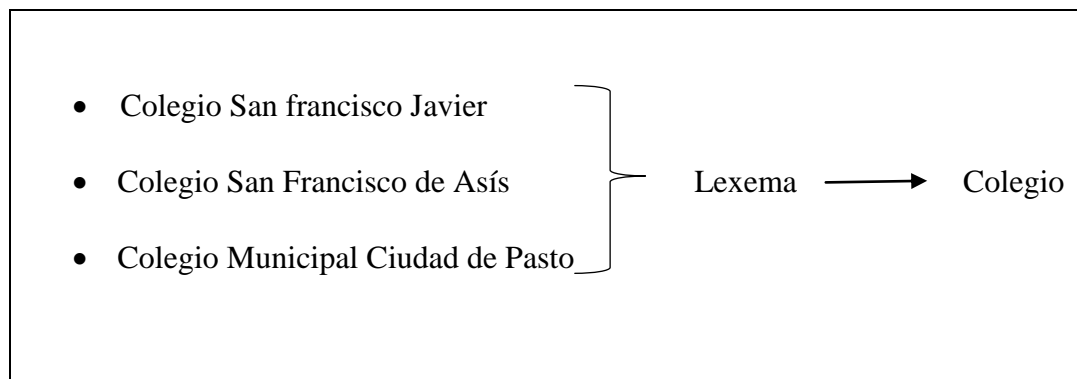 • Colegio San francisco Javier
• Colegio San Francisco de Asís
Lexema Colegio
• Colegio Municipal Ciudad de Pasto